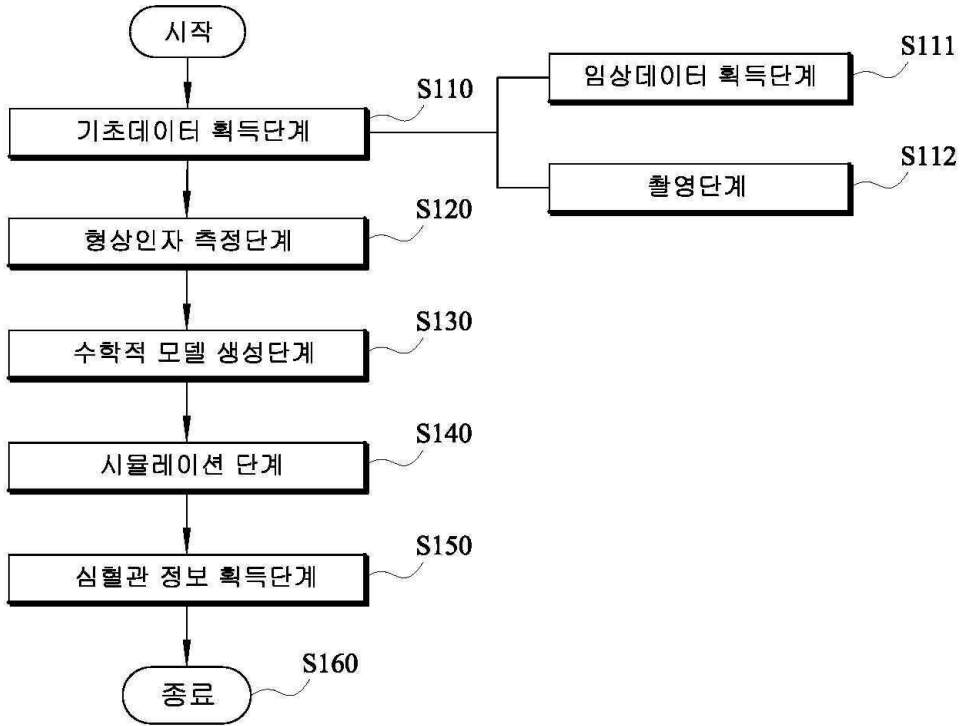 시작
S110
기초데이터 획득단계
S111
임상데이터 획득단계
S112
촬영단계
S120
형상인자 측정단계
S130
수학적 모델 생성단계
S140
시뮬레이션 단계
S150
심혈관 정보 획득단계
S160
종료